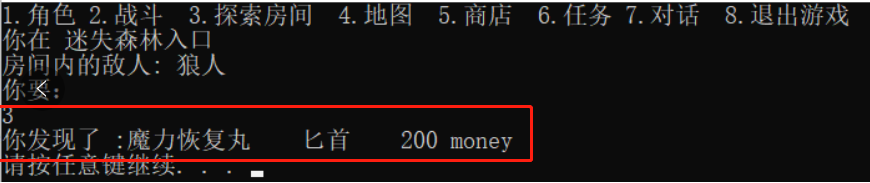 1.角色 2.战斗 3.探索房间 4.地图 5.商店 6.任务 7.对话 8.退出游戏
你在 迷失森林入口
房间内的敌人: 狼人
你要:
3
你发现了 :魔力恢复丸 匕首 200 money
请按任意键继续. . .